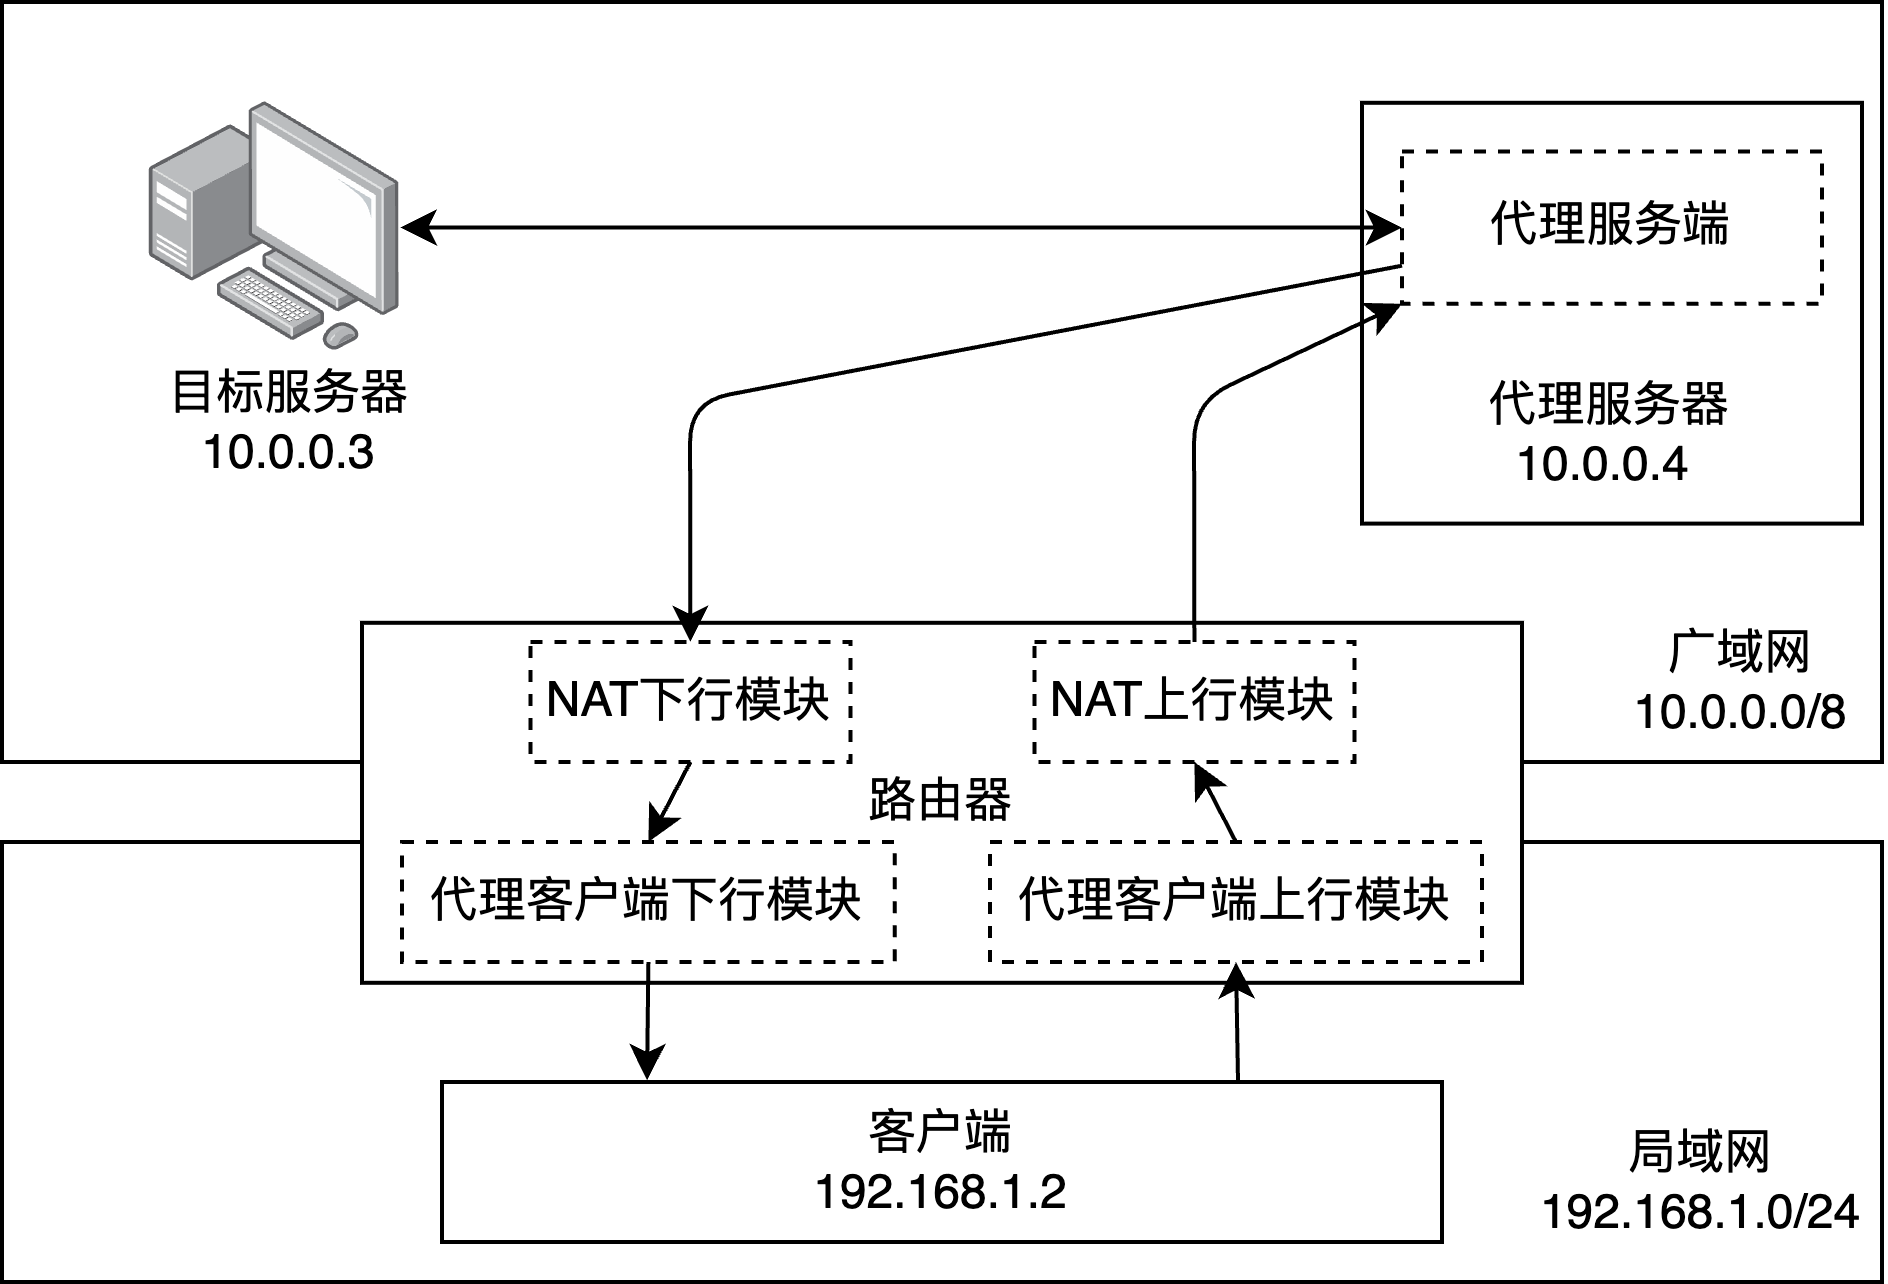 代理服务端
目标服务器
10.0.0.3
代理服务器
10.0.0.4
广域网
10.0.0.0/8
NAT下行模块
NAT上行模块
路由器
代理客户端下行模块
代理客户端上行模块
客户端
192.168.1.2
局域网
192.168.1.0/24